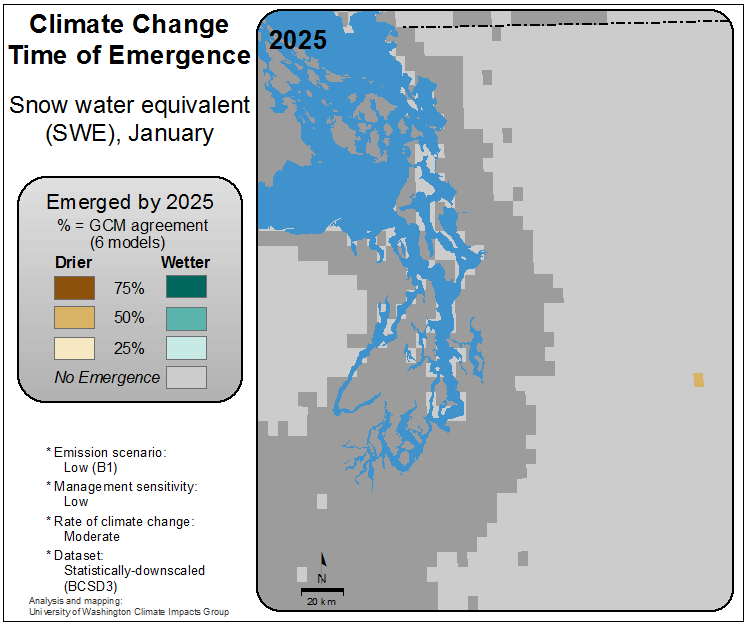 Climate Change
Time of Emergence
Snow water equivalent
(SWE), January
Emerged by 2025
% = GCM agreement
(6 models)
Drier Wetter
75%
50%
25%
No Emergence
* Emission scenario:
Low (B1)
* Management sensitivity:
Low
* Rate of climate change:
Moderate
* Dataset:
Statistically-downscaled
(BCSD3)
Analysis and mapping:
University of Washington Climate Impacts Group
2025
N
20 km